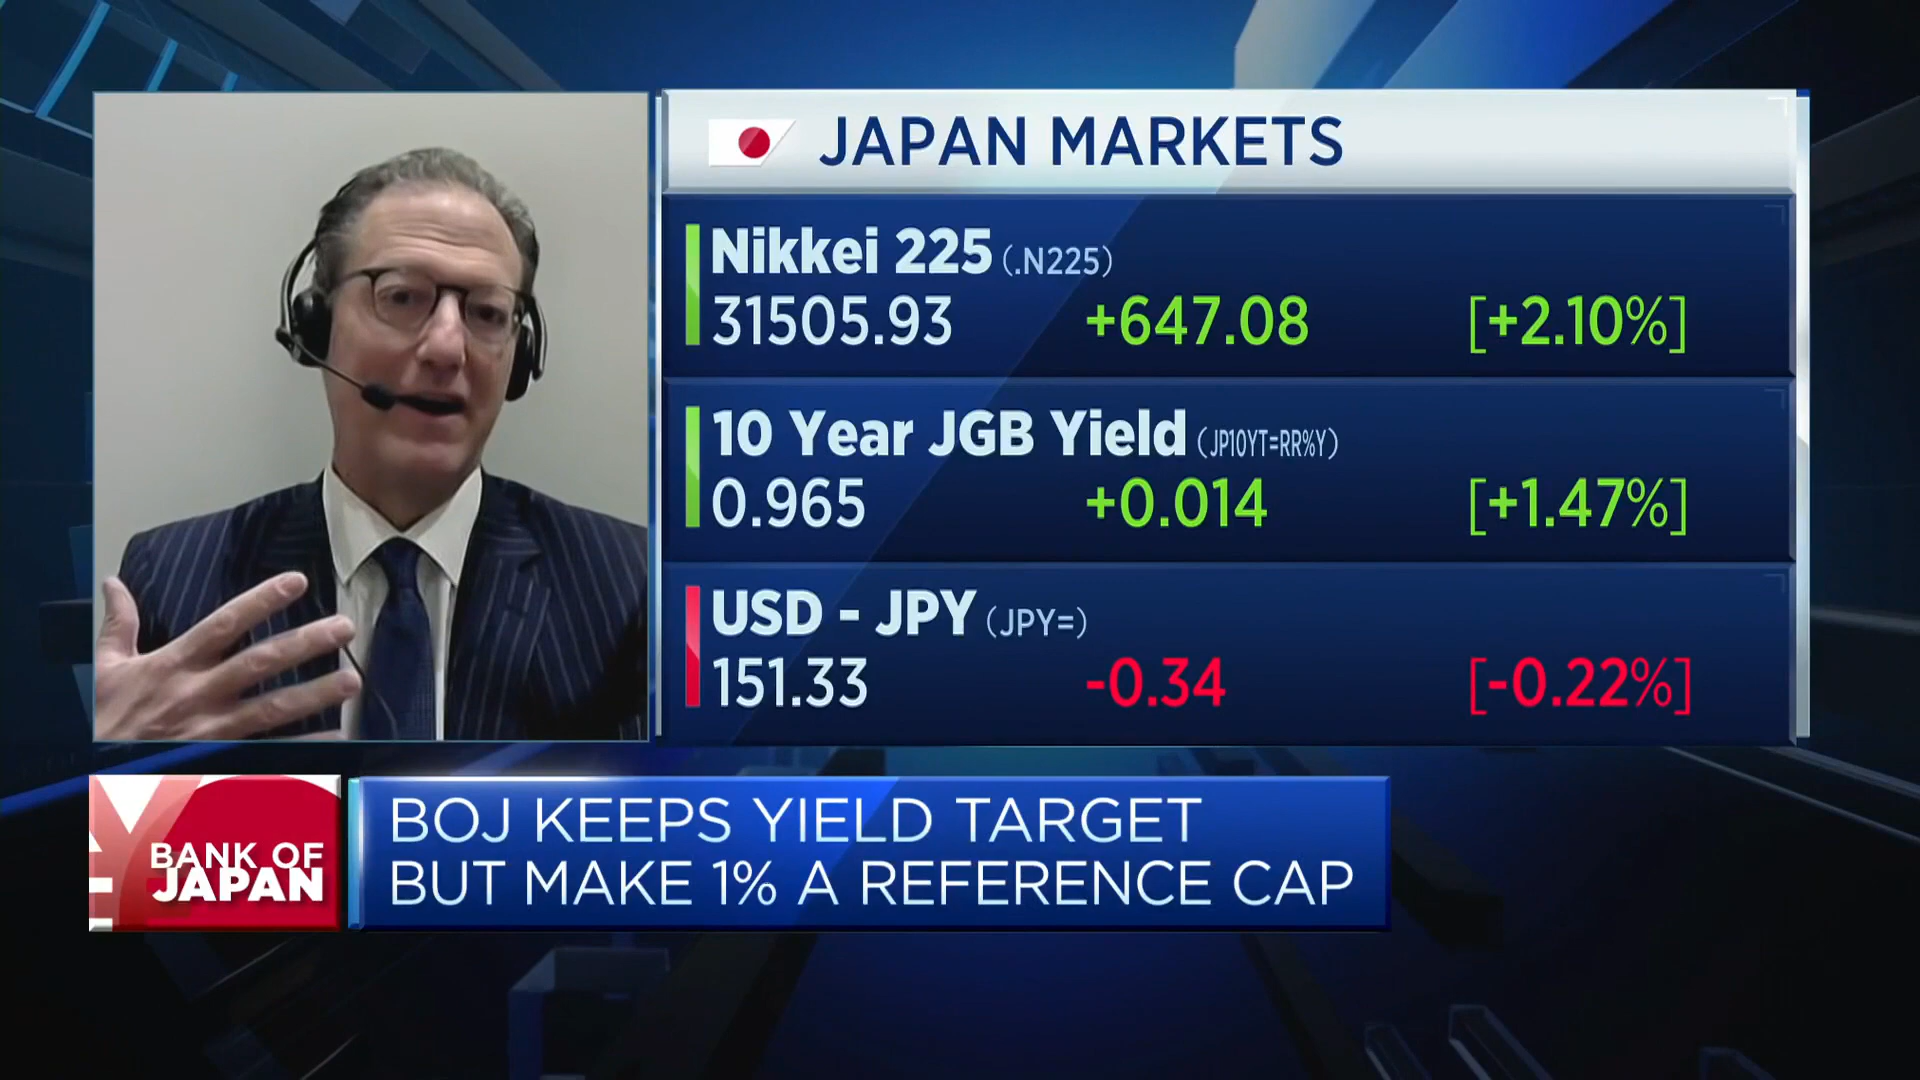 JAPAN MARKETS
Nikkei 225 (.N225)
31505.93 +647.08 [+2.10%]
10 Year JGB Yield (JP10YT=RR%Y)
0.965 +0.014 [+1.47%]
USD - JPY (JPY=)
151.33 -0.34 [-0.22%]
BANK OF
JAPAN
BOJ KEEPS YIELD TARGET
BUT MAKE 1% A REFERENCE CAP